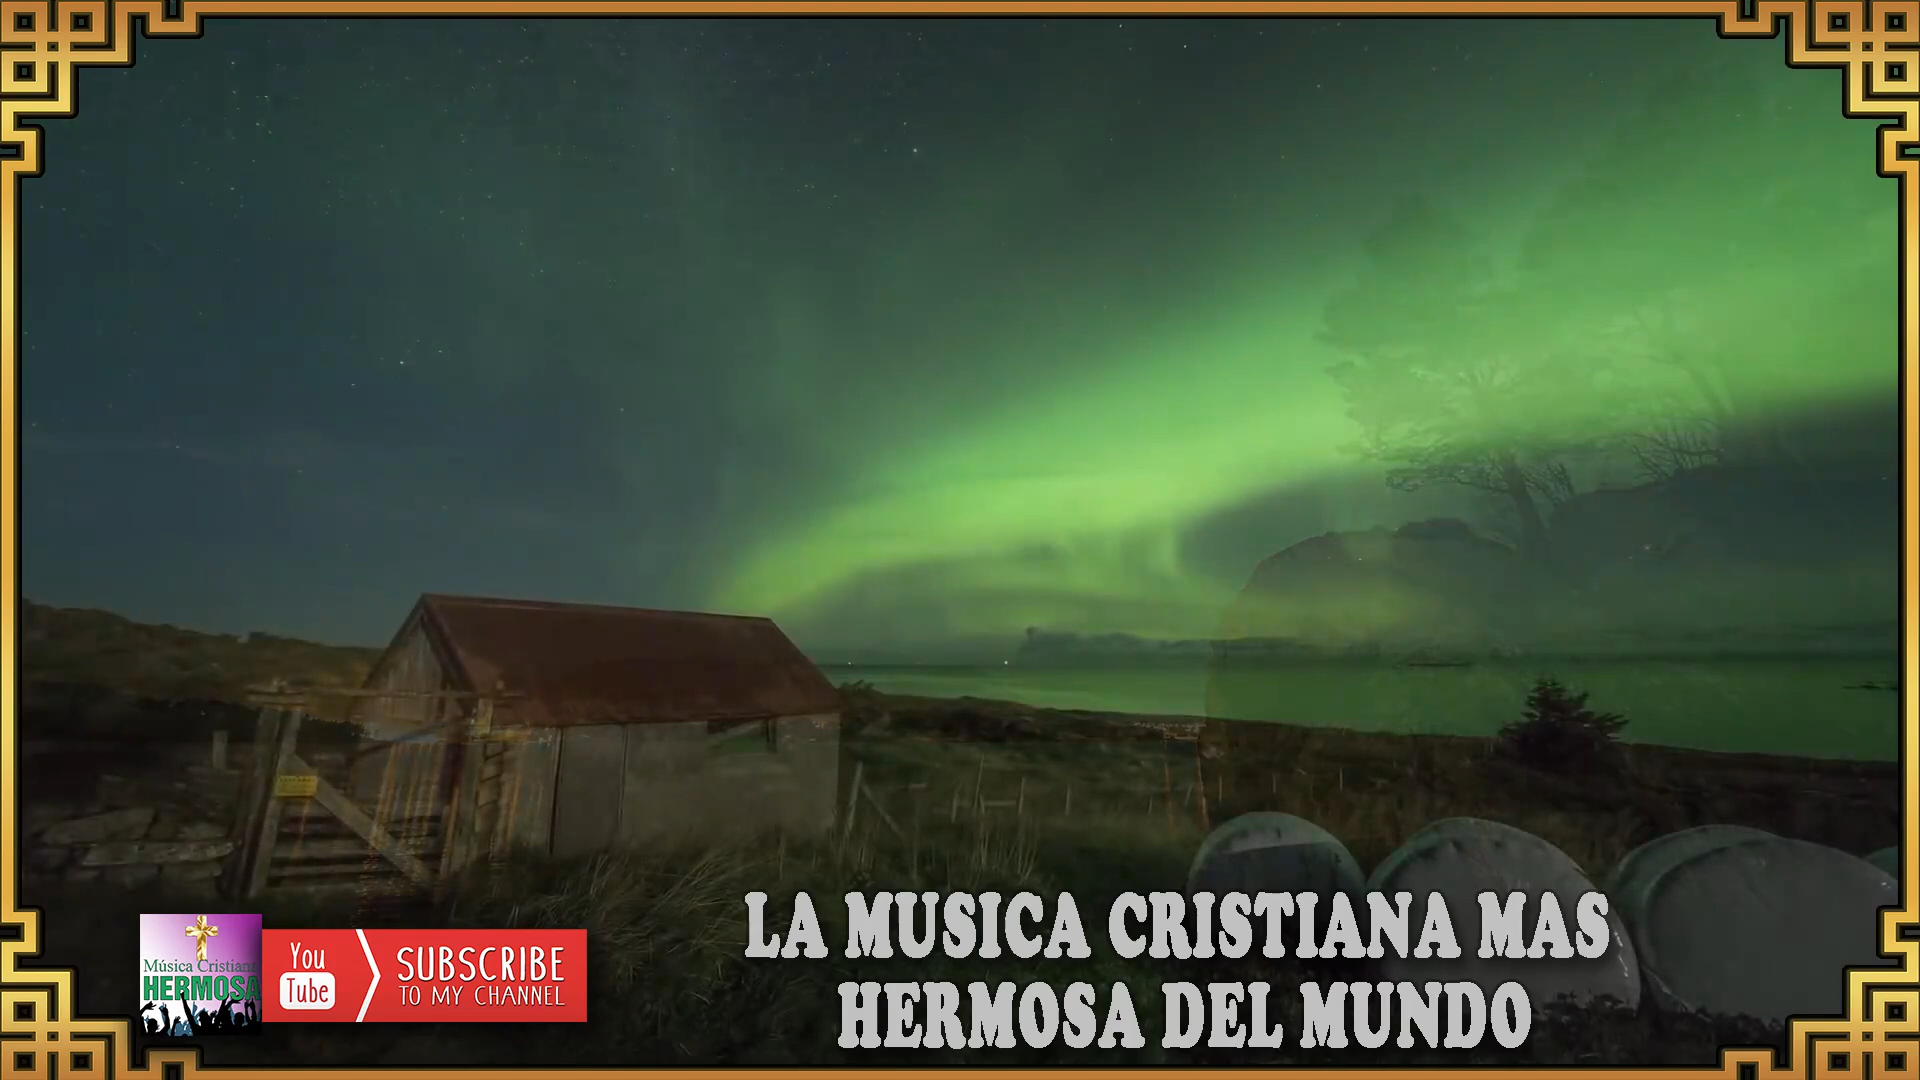 LA MUSICA CRISTIANA MAS
HERMOSA DEL MUNDO
Música Cristiana
HERMOSA
You
Tube
SUBSCRIBE
TO MY CHANNEL